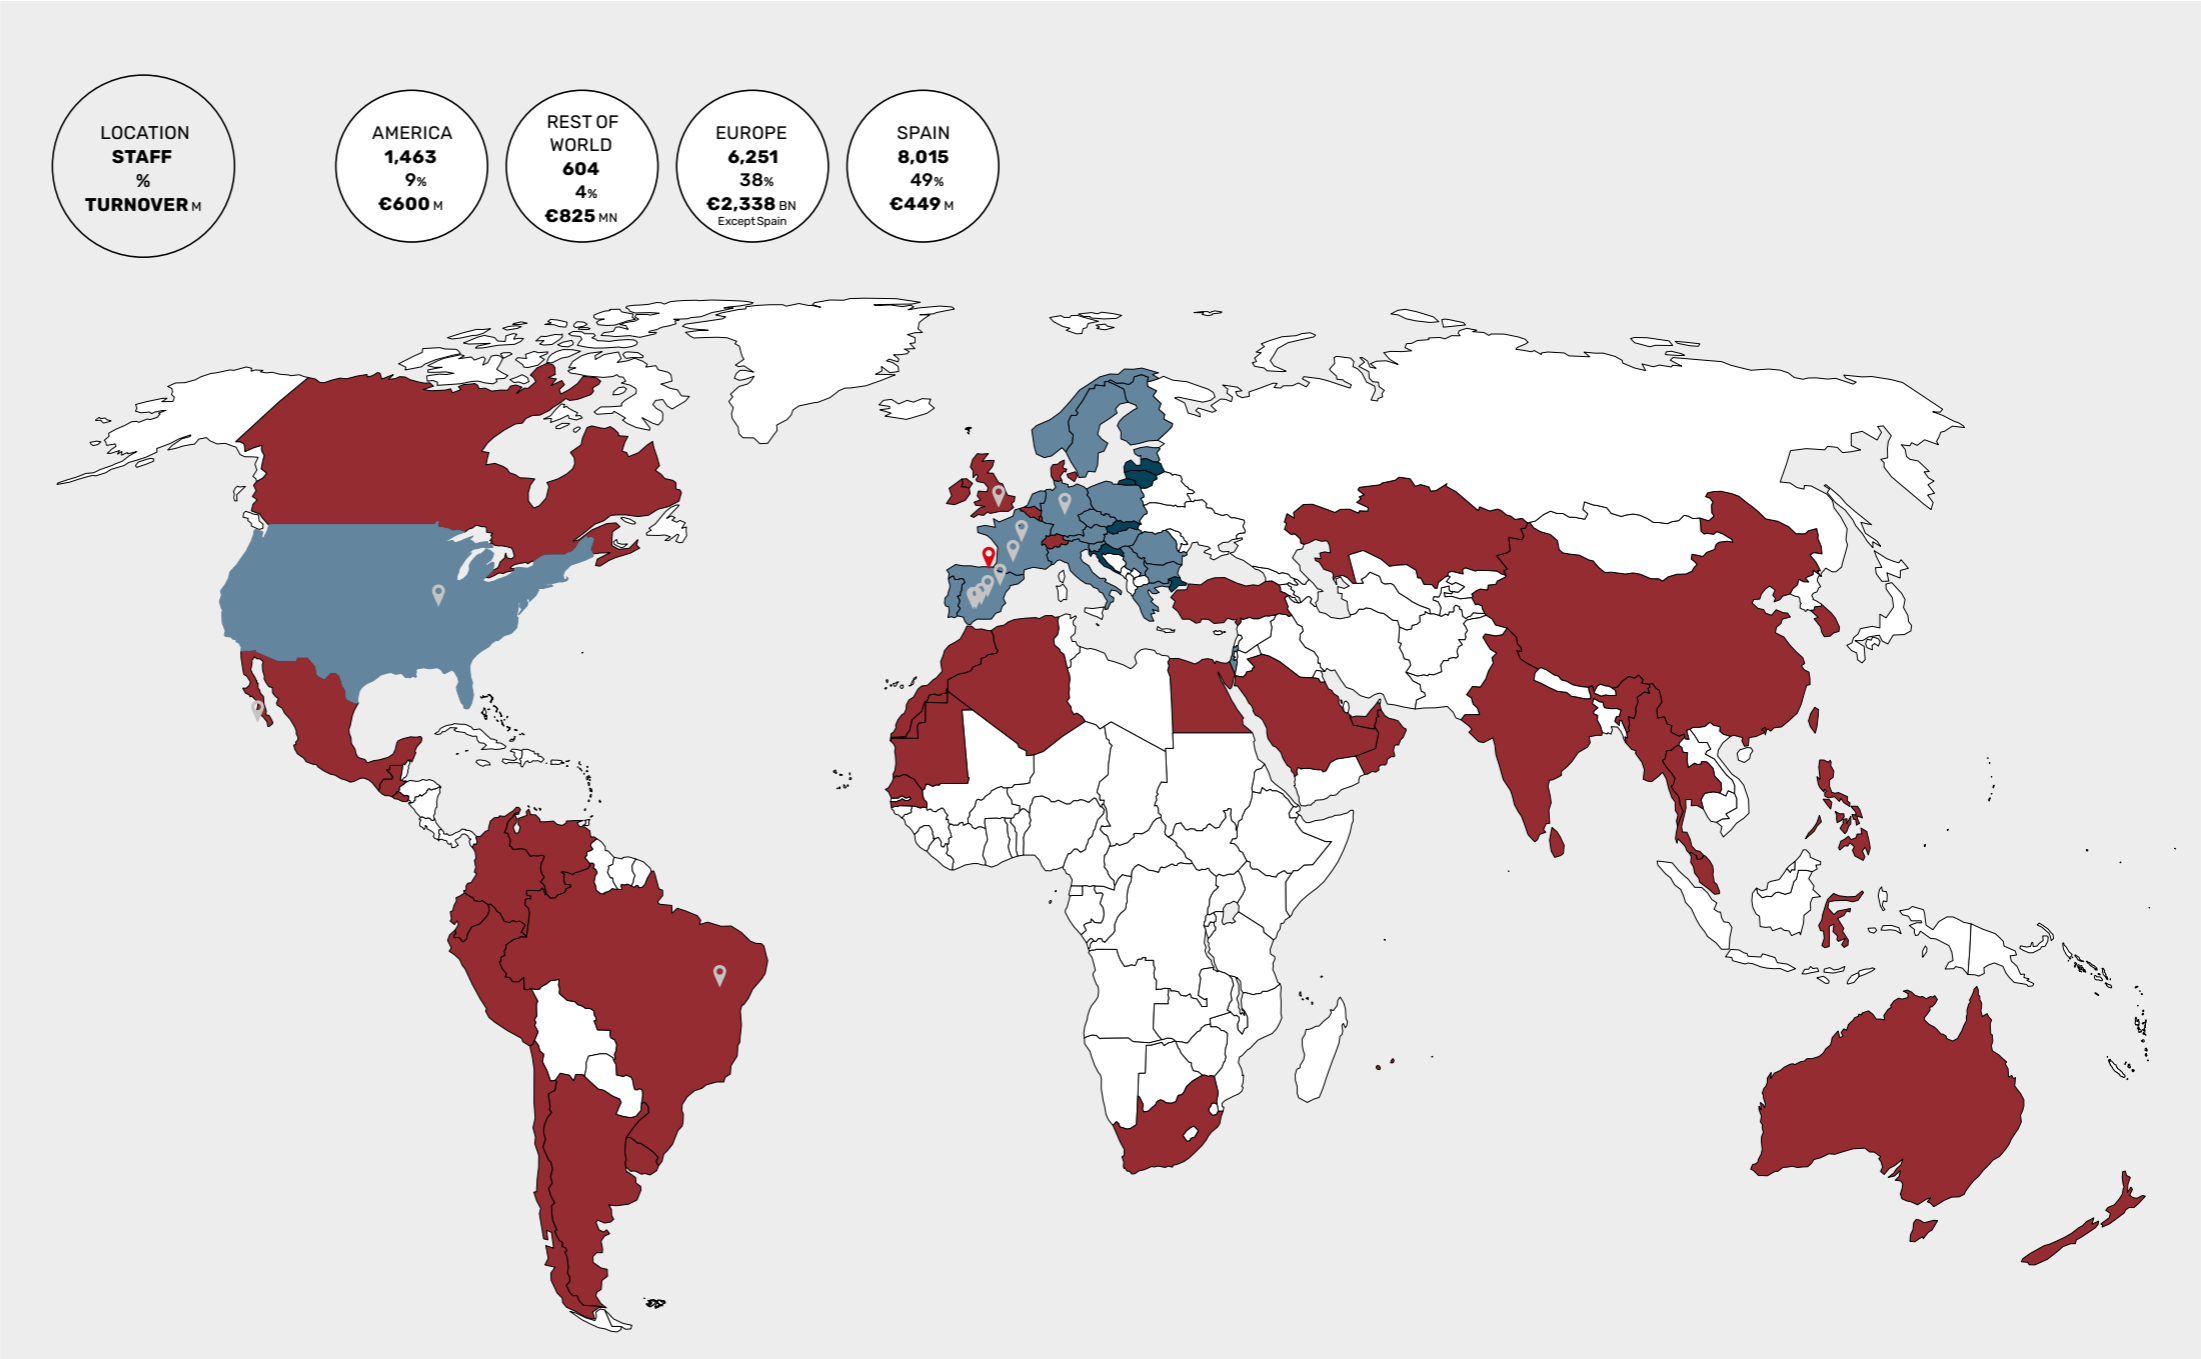 LOCATION
STAFF
%
TURNOVER M
AMERICA
1,463
9%
€600 M
REST OF
WORLD
604
4%
€825 MN
EUROPE
6,251
38%
€2,338 BN
Except Spain
SPAIN
8,015
49%
€449 M